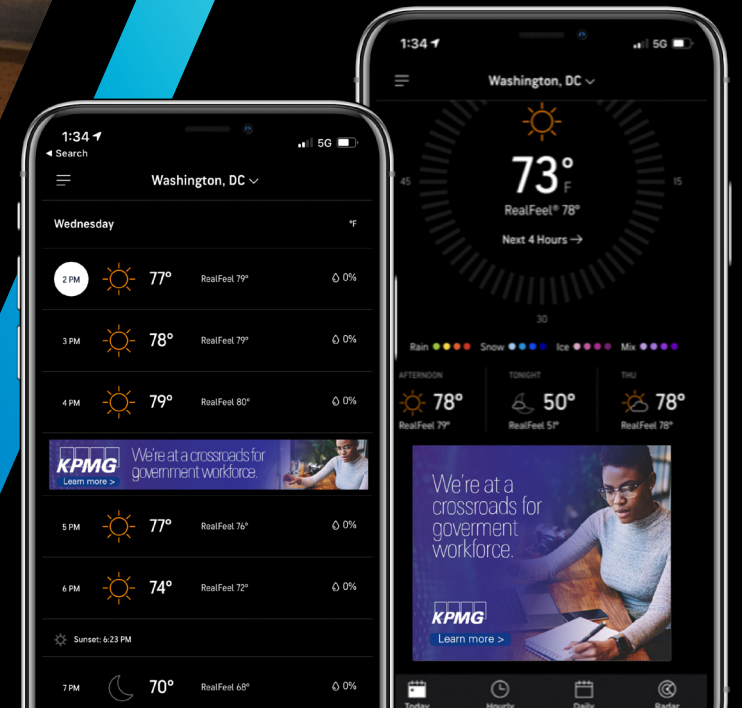 1:34
5G
◄ Search
Washington, DC
Wednesday °F
2 PM 77° RealFeel 79° 0%
3 PM 78° RealFeel 79° 0%
4 PM 79° RealFeel 80° 0%
KPMG
Learn more >
We're at a crossroads for
government workforce.
5 PM 77° RealFeel 76° 0%
6 PM 74° RealFeel 72° 0%
Sunset: 6:23 PM
7 PM 70° RealFeel 68° 0%
1:34
5G
Washington, DC
73° F
45 15
RealFeel® 78°
Next 4 Hours →
30
Rain Snow Ice Mix
AFTERNOON TONIGHT THU
78° 50° 78°
RealFeel 79° RealFeel 51° RealFeel 78°
We're at a
crossroads for
goverment
workforce.
KPMG
Learn more >
Today Hourly Daily Radar